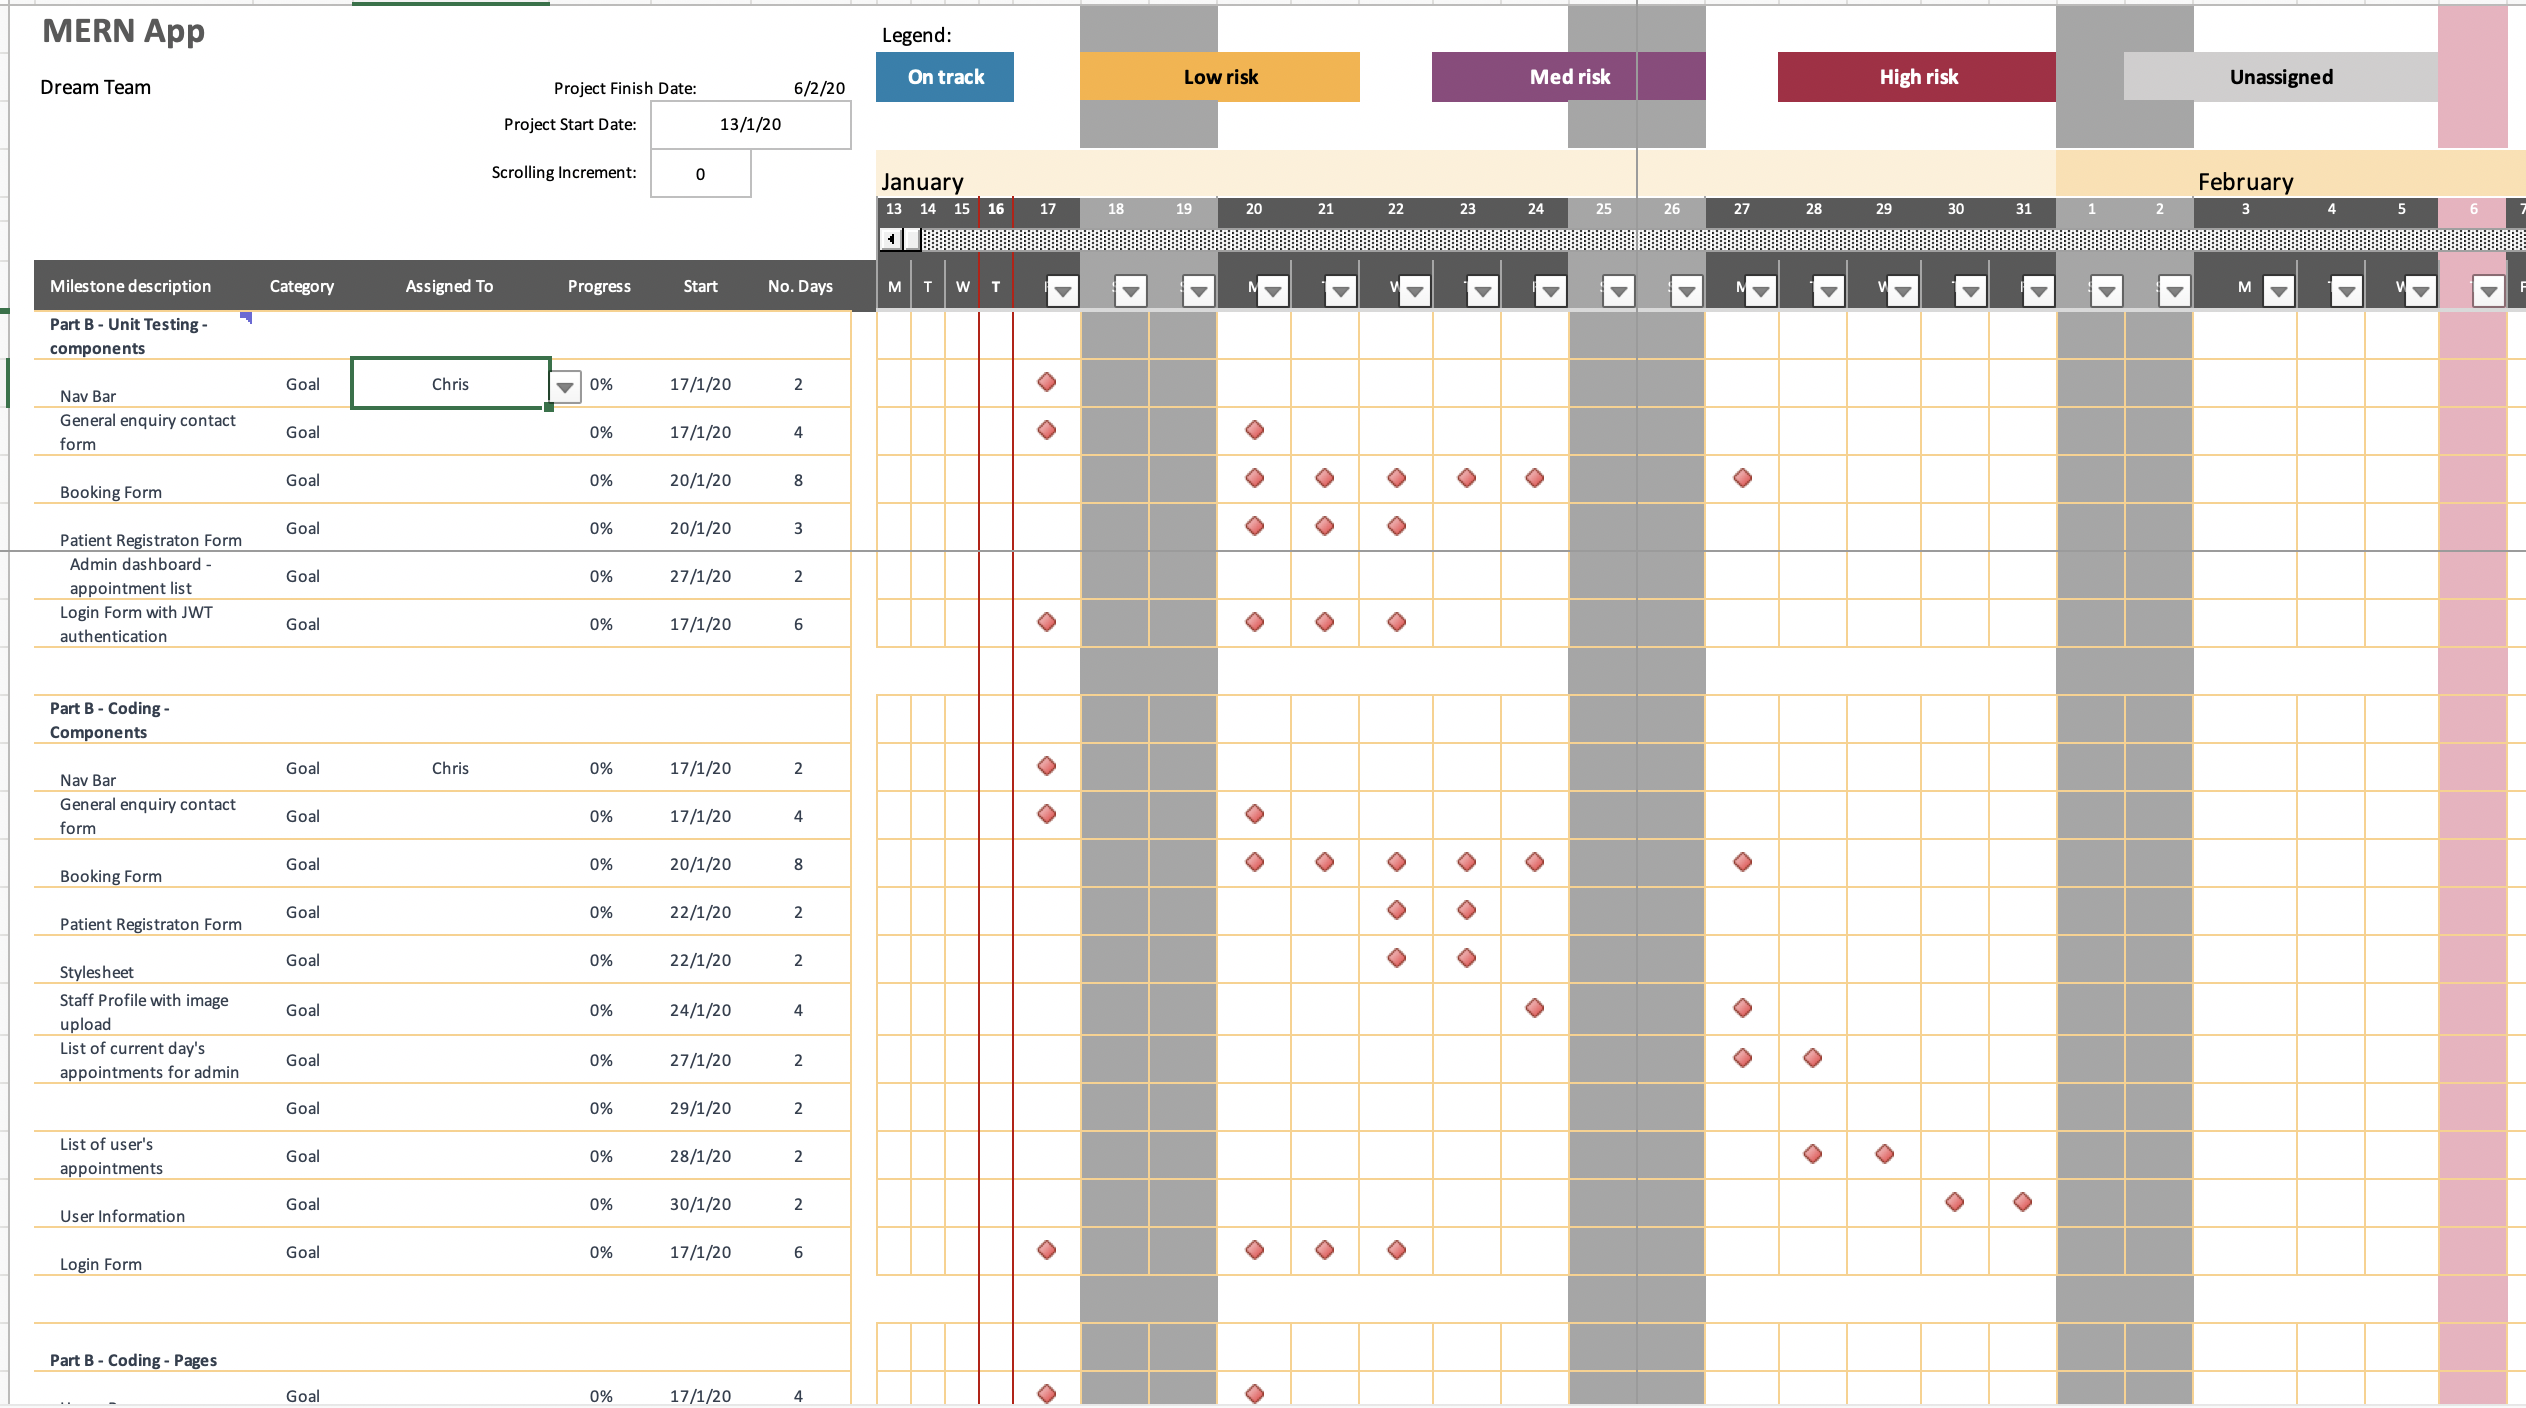 MERN App
Legend:
On track Low risk Med risk High risk Unassigned
Dream Team
Project Finish Date: 6/2/20
Project Start Date: 13/1/20
Scrolling Increment: 0
January February
13 14 15 16 17 18 19 20 21 22 23 24 25 26 27 28 29 30 31 1 2 3 4 5 6 7
Milestone description Category Assigned To Progress Start No. Days M T W T M
Part B - Unit Testing -
components
Nav Bar Goal Chris 0% 17/1/20 2
General enquiry contact
form Goal 0% 17/1/20 4
Booking Form Goal 0% 20/1/20 8
Patient Registraton Form Goal 0% 20/1/20 3
Admin dashboard -
appointment list Goal 0% 27/1/20 2
Login Form with JWT
authentication Goal 0% 17/1/20 6
Part B - Coding -
Components
Nav Bar Goal Chris 0% 17/1/20 2
General enquiry contact
form Goal 0% 17/1/20 4
Booking Form Goal 0% 20/1/20 8
Patient Registraton Form Goal 0% 22/1/20 2
Stylesheet Goal 0% 22/1/20 2
Staff Profile with image
upload Goal 0% 24/1/20 4
List of current day's
appointments for admin Goal 0% 27/1/20 2
Goal 0% 29/1/20 2
List of user's
appointments Goal 0% 28/1/20 2
User Information Goal 0% 30/1/20 2
Login Form Goal 0% 17/1/20 6
Part B - Coding - Pages
Goal 0% 17/1/20 4